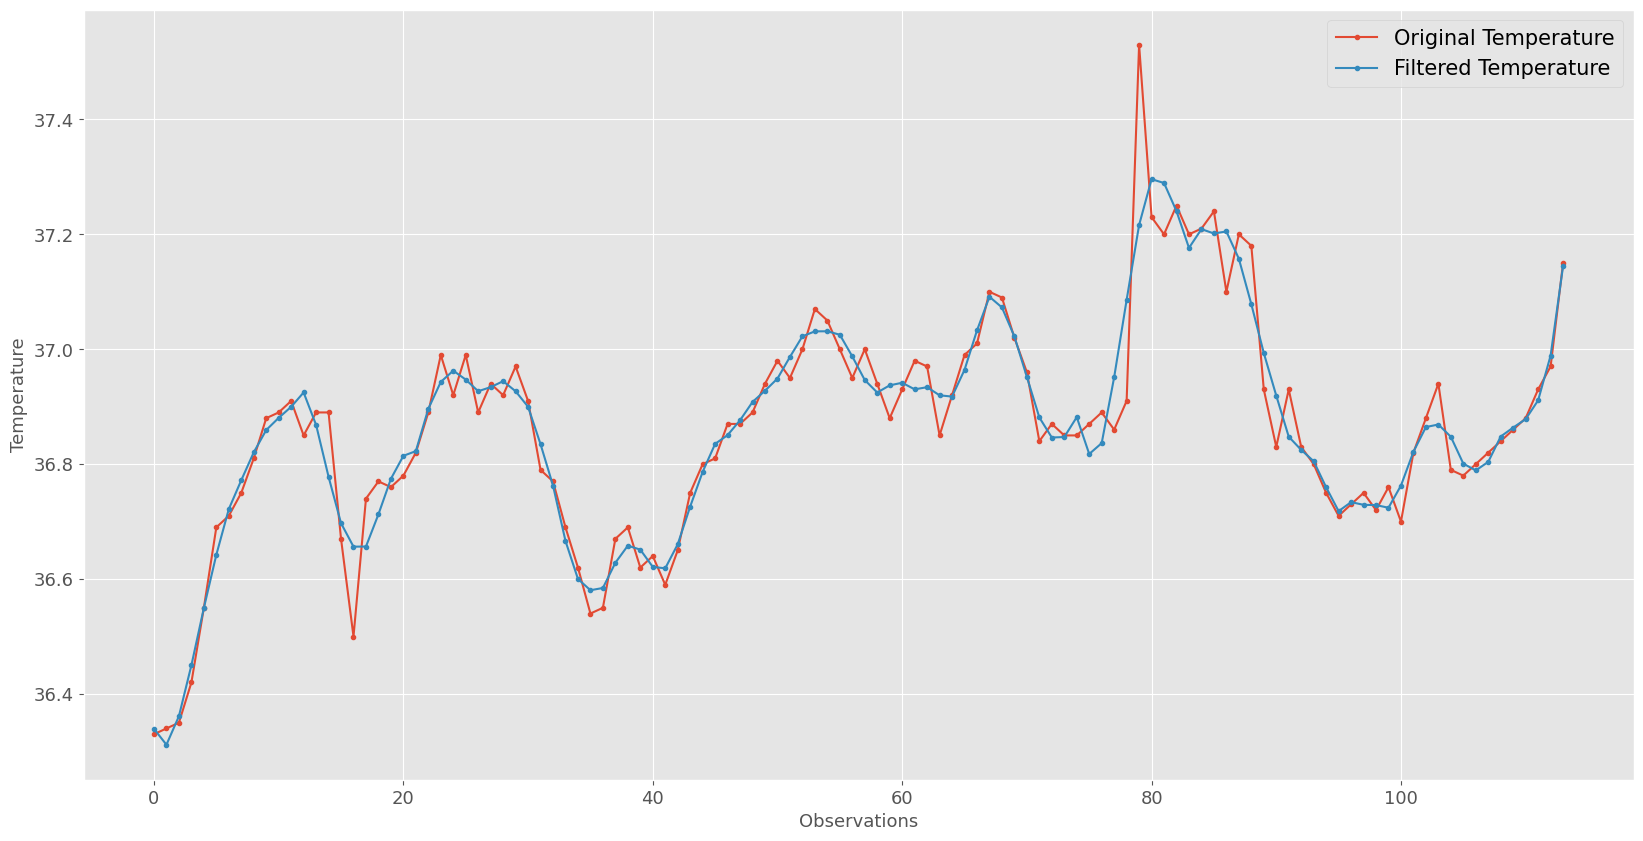 Original Temperature
Filtered Temperature
37.4
37.2
37.0
36.8
36.6
36.4
Temperature
0 20 40 60 80 100
Observations